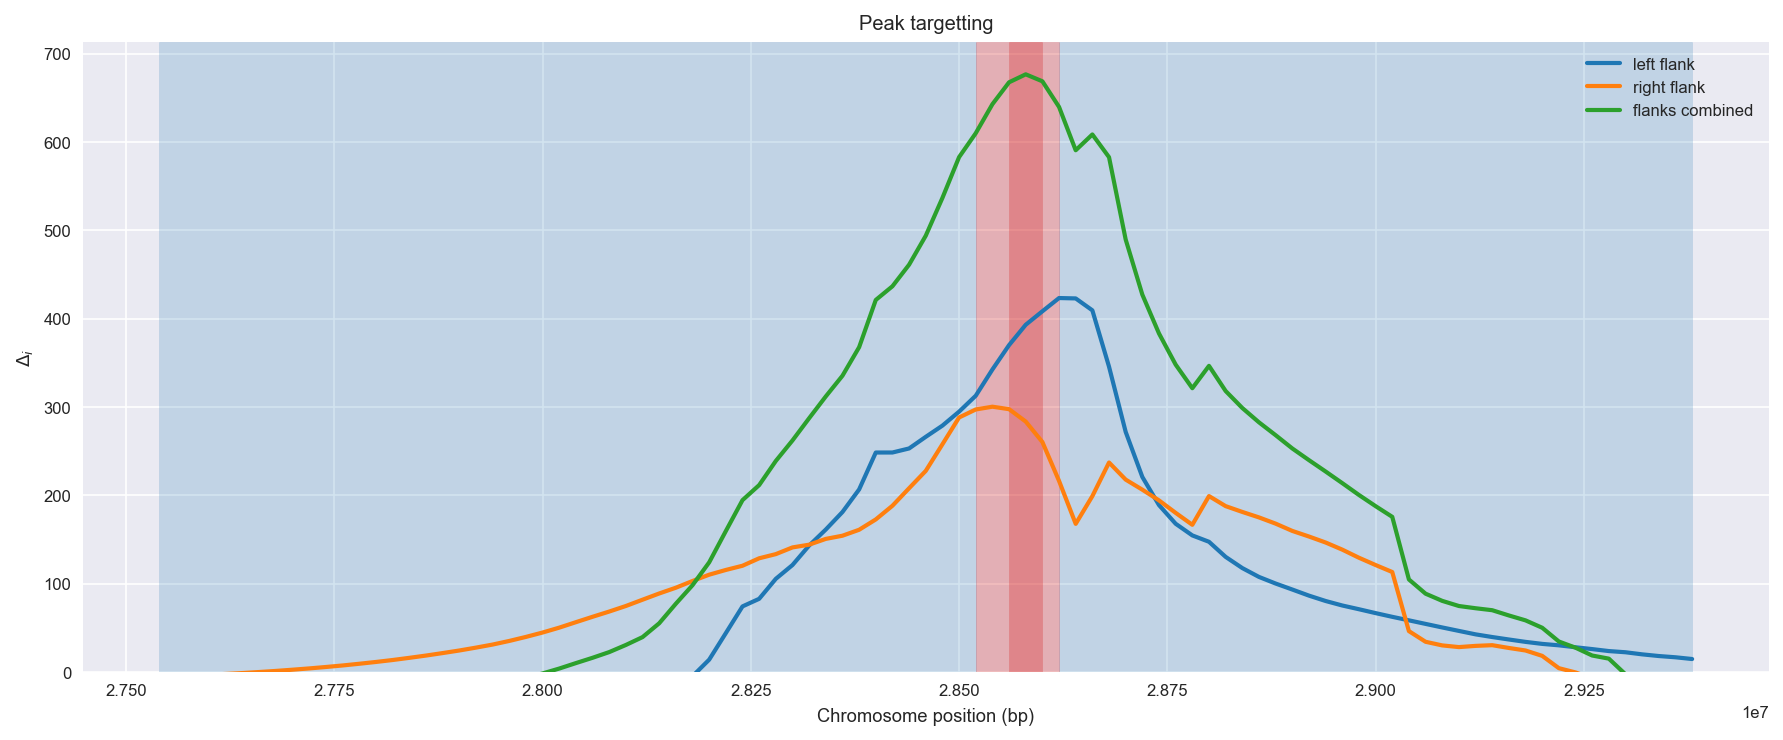 Peak targetting
700
600
500
400
300
200
100
0
Δi
left flank
right flank
flanks combined
2.750
2.775
2.800
2.825
2.850
2.875
2.900
2.925
1e7
Chromosome position (bp)